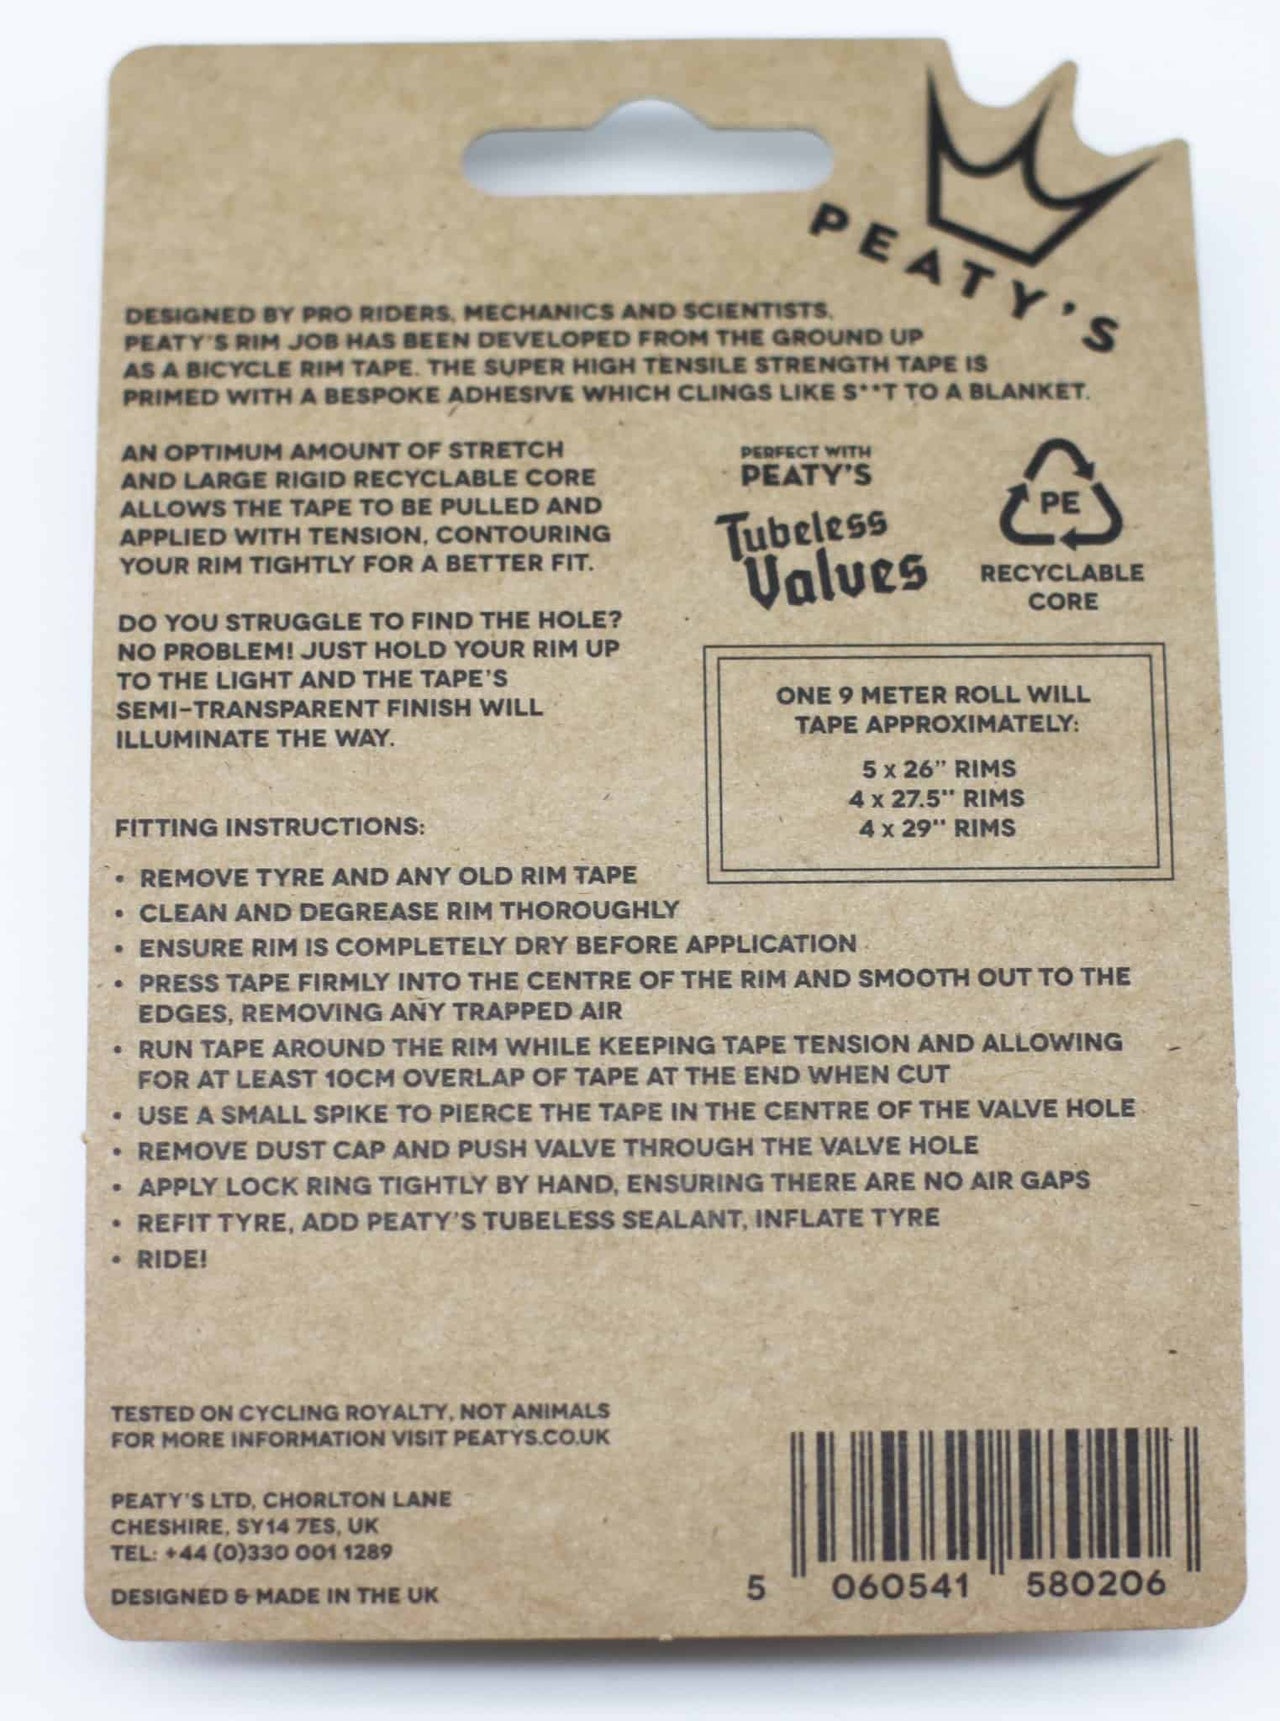 PEATY'S
DESIGNED BY PRO RIDERS, MECHANICS AND SCIENTISTS,
PEATY'S RIM JOB HAS BEEN DEVELOPED FROM THE GROUND UP
AS A BICYCLE RIM TAPE. THE SUPER HIGH TENSILE STRENGTH TAPE IS
PRIMED WITH A BESPOKE ADHESIVE WHICH CLINGS LIKE S**T TO A BLANKET.
AN OPTIMUM AMOUNT OF STRETCH
AND LARGE RIGID RECYCLABLE CORE
ALLOWS THE TAPE TO BE PULLED AND
APPLIED WITH TENSION, CONTOURING
YOUR RIM TIGHTLY FOR A BETTER FIT.
DO YOU STRUGGLE TO FIND THE HOLE?
NO PROBLEM! JUST HOLD YOUR RIM UP
TO THE LIGHT AND THE TAPE'S
SEMI-TRANSPARENT FINISH WILL
ILLUMINATE THE WAY.
PERFECT WITH
PEATY'S
Tubeless
Valves
PE
RECYCLABLE
CORE
ONE 9 METER ROLL WILL
TAPE APPROXIMATELY:
5 x 26" RIMS
4 x 27.5" RIMS
4 x 29" RIMS
FITTING INSTRUCTIONS:
• REMOVE TYRE AND ANY OLD RIM TAPE
• CLEAN AND DEGREASE RIM THOROUGHLY
• ENSURE RIM IS COMPLETELY DRY BEFORE APPLICATION
• PRESS TAPE FIRMLY INTO THE CENTRE OF THE RIM AND SMOOTH OUT TO THE
EDGES, REMOVING ANY TRAPPED AIR
• RUN TAPE AROUND THE RIM WHILE KEEPING TAPE TENSION AND ALLOWING
FOR AT LEAST 10CM OVERLAP OF TAPE AT THE END WHEN CUT
• USE A SMALL SPIKE TO PIERCE THE TAPE IN THE CENTRE OF THE VALVE HOLE
• REMOVE DUST CAP AND PUSH VALVE THROUGH THE VALVE HOLE
• APPLY LOCK RING TIGHTLY BY HAND, ENSURING THERE ARE NO AIR GAPS
• REFIT TYRE, ADD PEATY'S TUBELESS SEALANT, INFLATE TYRE
• RIDE!
TESTED ON CYCLING ROYALTY, NOT ANIMALS
FOR MORE INFORMATION VISIT PEATYS.CO.UK
PEATY'S LTD, CHORLTON LANE
CHESHIRE, SY14 7ES, UK
TEL: +44 (0)330 001 1289
DESIGNED & MADE IN THE UK
5 060541 580206